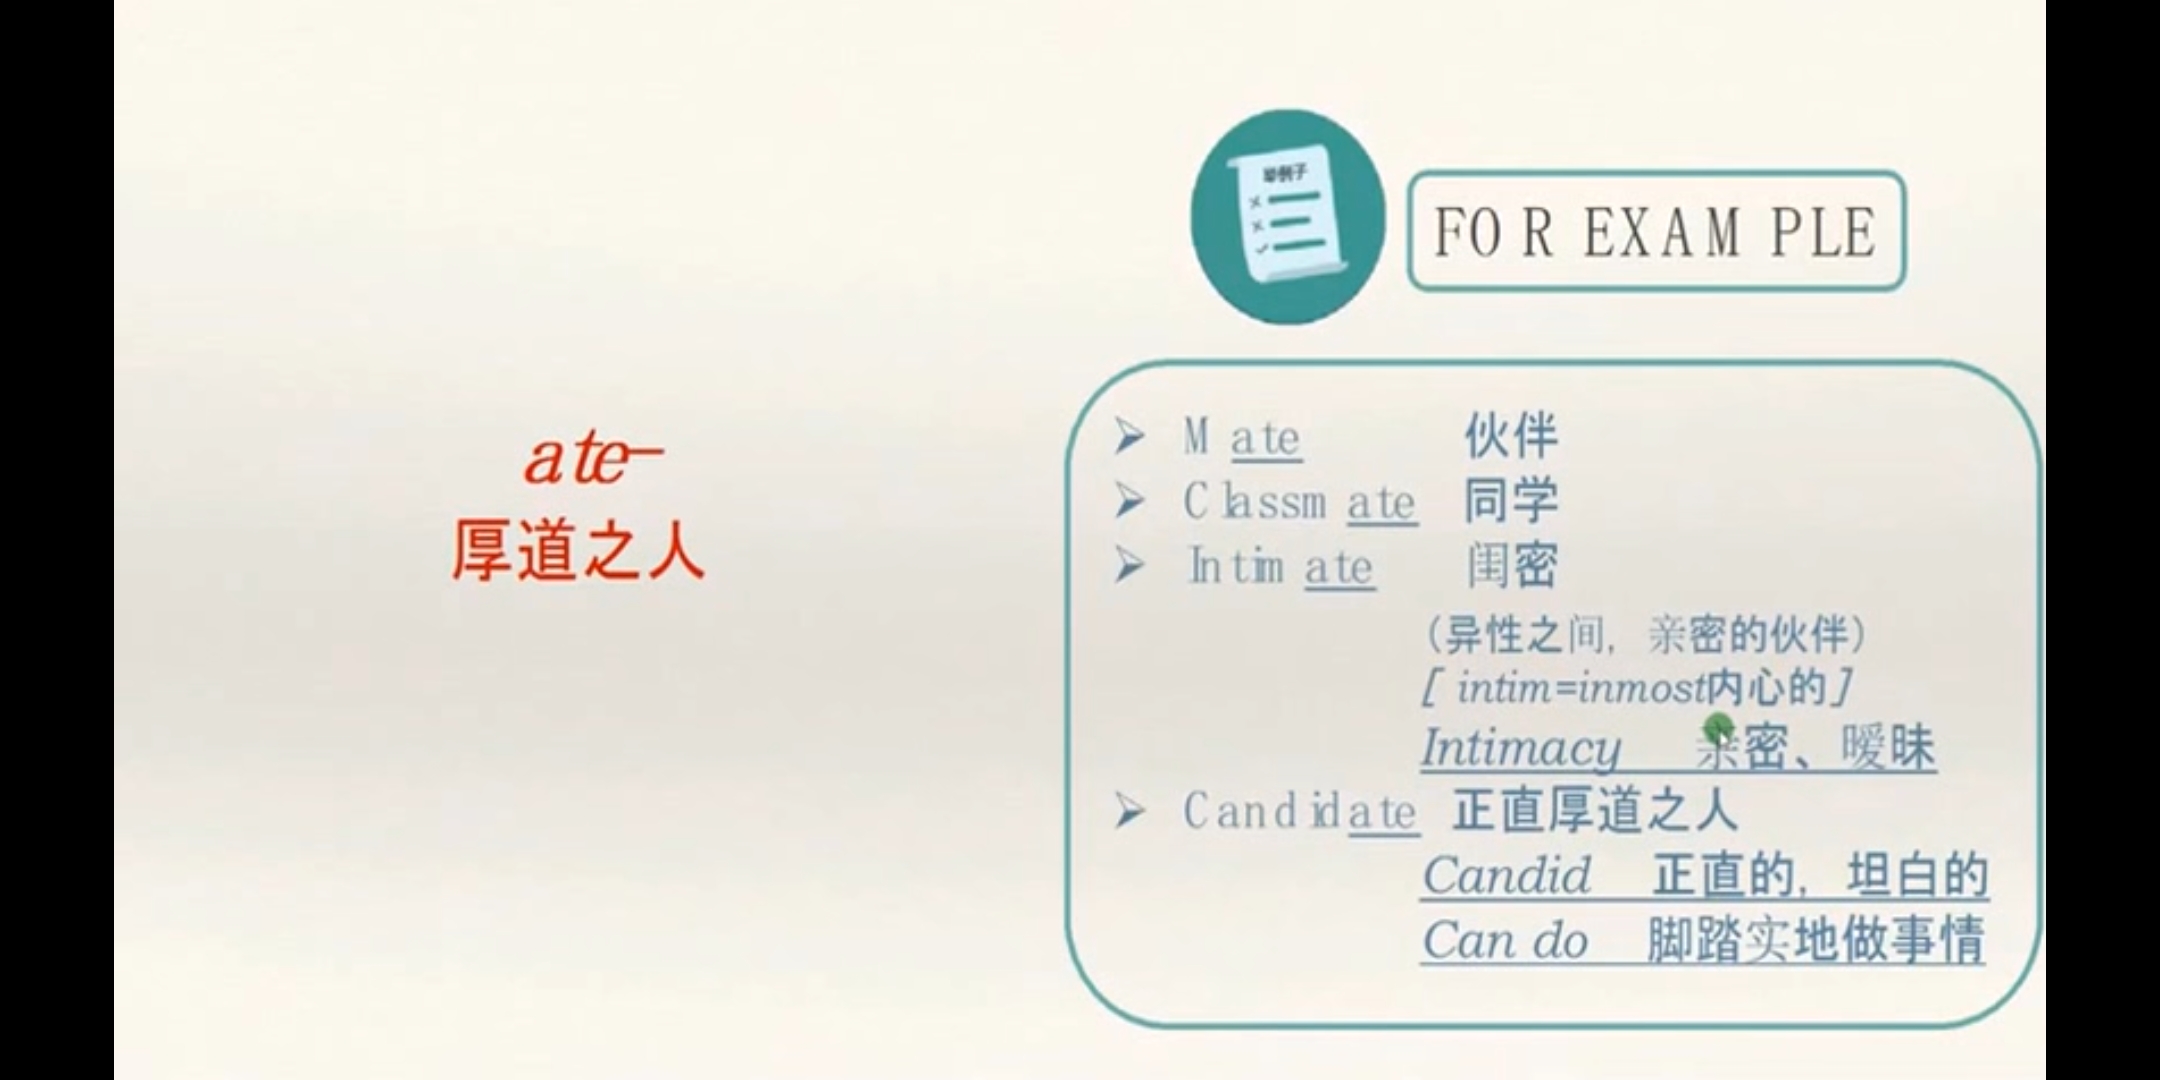 举例子
FOR EXAMPLE
ate-
厚道之人
Mate 伙伴
Classmate 同学
Intimate 闺密
（异性之间，亲密的伙伴）
[ intim=inmost内心的]
Intimacy 亲密、暧昧
Candidate 正直厚道之人
Candid 正直的，坦白的
Can do 脚踏实地做事情